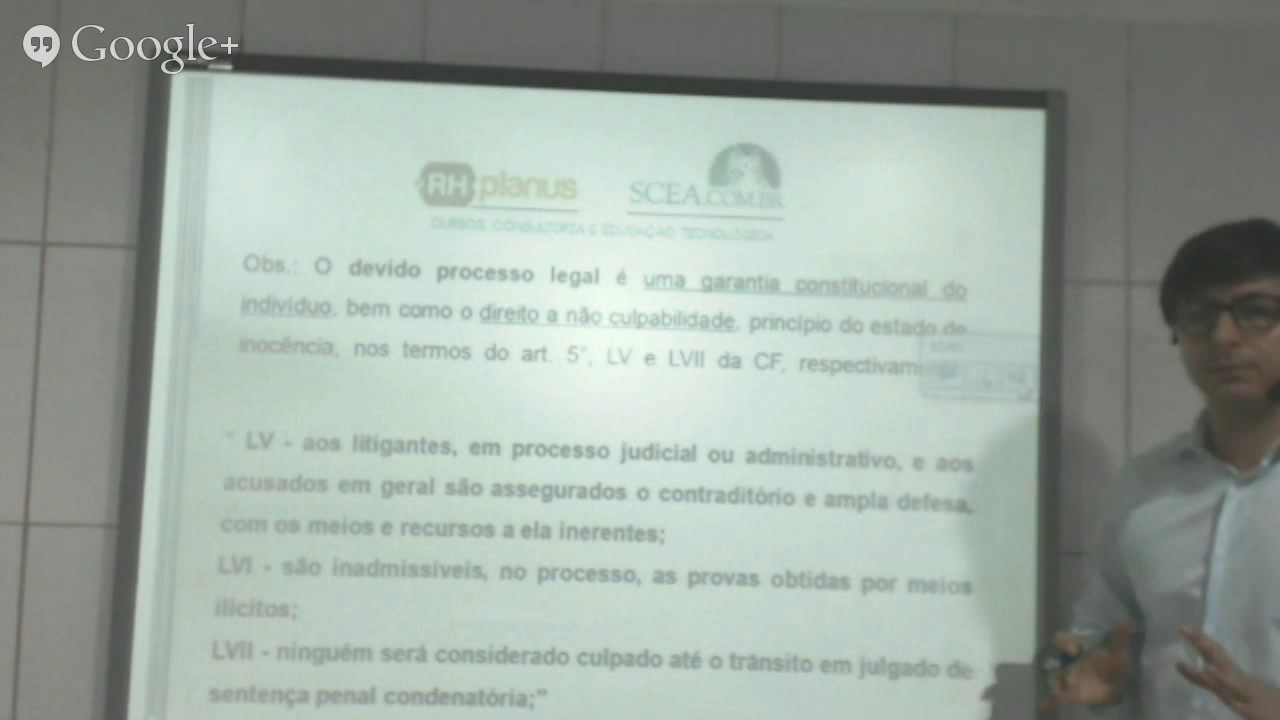 Google+
RH planus SCEA.COM.BR
CURSOS, CONSULTORIA E EDUCAÇÃO TECNOLÓGICA
Obs.: O devido processo legal é uma garantia constitucional do
indivíduo, bem como o direito a não culpabilidade, princípio do estado de
inocência, nos termos do art. 5°, LV e LVII da CF,
" LV - aos litigantes, em processo judicial ou administrativo, e aos
acusados em geral são assegurados o contraditório e ampla defesa,
com os meios e recursos a ela inerentes;
LVI - são inadmissíveis, no processo, as provas obtidas por meios
ilícitos;
LVII - ninguém será considerado culpado até o trânsito em julgado de
sentença penal condenatória;"